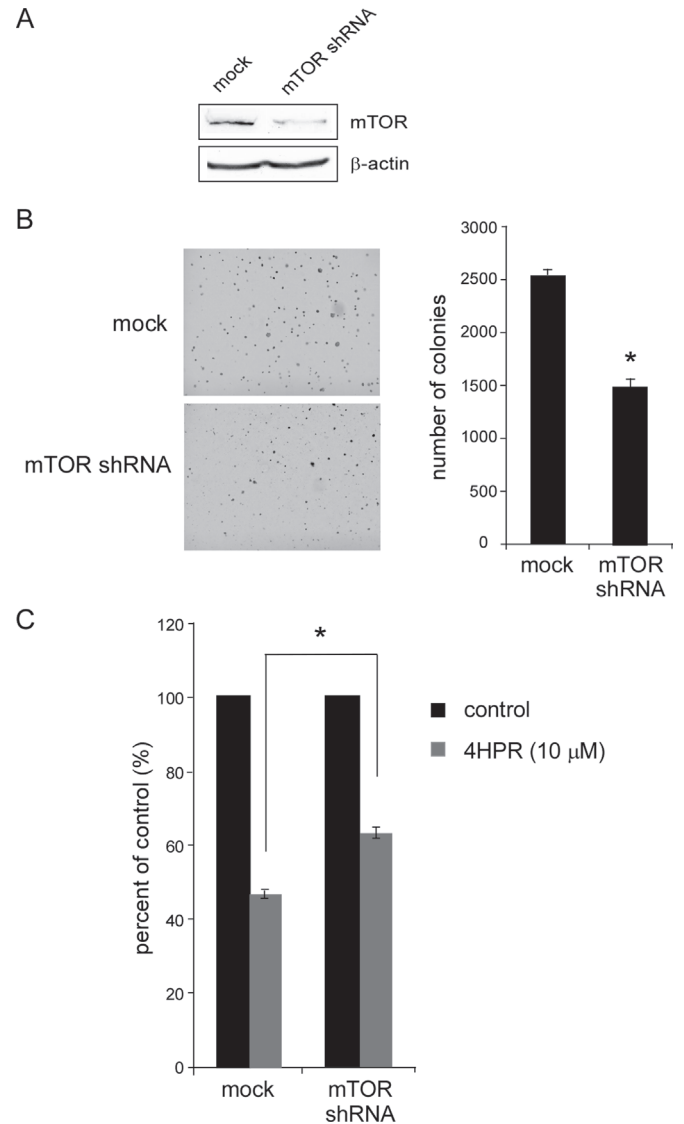 A
mock
mTOR shRNA
mTOR
β-actin
B
mock
mTOR shRNA
number of colonies
3000
2500
2000
1500
1000
500
0
*
mock
mTOR
shRNA
C
percent of control (%)
120
100
80
60
40
20
0
*
mock
mTOR
shRNA
control
4HPR (10 μM)